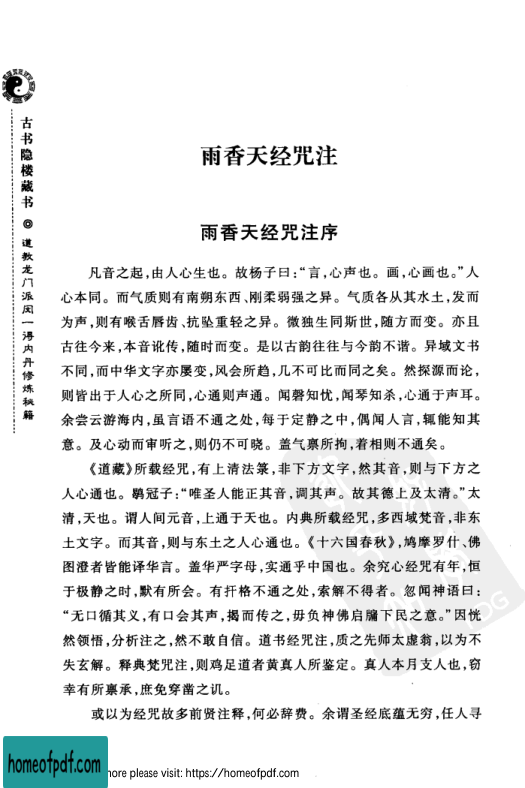 古书隐楼藏书◎道教龙门派闵一得内丹修炼秘籍
雨香天经咒注
雨香天经咒注序
凡音之起,由人心生也。故杨子曰:“言,心声也。画,心画也。”人
心本同。而气质则有南朔东西、刚柔弱强之异。气质各从其水土,发而
为声,则有喉舌唇齿、抗坠重轻之异。微独生同斯世,随方而变。亦且
古往今来,本音讹传,随时而变。是以古韵往往与今韵不谐。异域文书
不同,而中华文字亦屡变,风会所趋,几不可比而同之矣。然探源而论,
则皆出于人心之所同,心通则声通。闻磬知忧,闻琴知杀,心通于声耳。
余尝云游海内,虽言语不通之处,每于定静之中,偶闻人言,辄能知其
意。及心动而审听之,则仍不可晓。盖气禀所拘,着相则不通矣。
《道藏》所载经咒,有上清法箓,非下方文字,然其音,则与下方之
人心通也。鹖冠子:“唯圣人能正其音,调其声。故其德上及太清。”太
清,天也。谓人间元音,上通于天也。内典所载经咒,多西域梵音,非东
土文字。而其音,则与东土之人心通也。《十六国春秋》,鸠摩罗什、佛
图澄者皆能译华言。盖华严字母,实通乎中国也。余究心经咒有年,恒
于极静之时,默有所会。有扞格不通之处,索解不得者。忽闻神语曰:
“无口循其义,有口会其声,揭而传之,毋负神佛启牖下民之意。”因恍
然领悟,分析注之,然不敢自信。道书经咒注,质之先师太虚翁,以为不
失玄解。释典梵咒注,则鸡足道者黄真人所鉴定。真人本月支人也,窃
幸有所禀承,庶免穿凿之讥。
或以为经咒故多前贤注释,何必辞费。余谓圣经底蕴无穷,任人寻
homeofpdf.com
ore please visit: https://homeofpdf.com